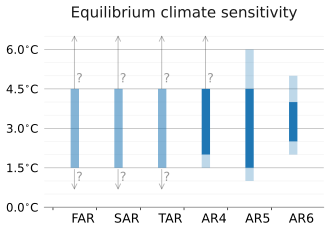 Equilibrium climate sensitivity
6.0°C
? ? ?
4.5°C
3.0°C
1.5°C
? ? ?
0.0°C
FAR SAR TAR AR4 AR5 AR6